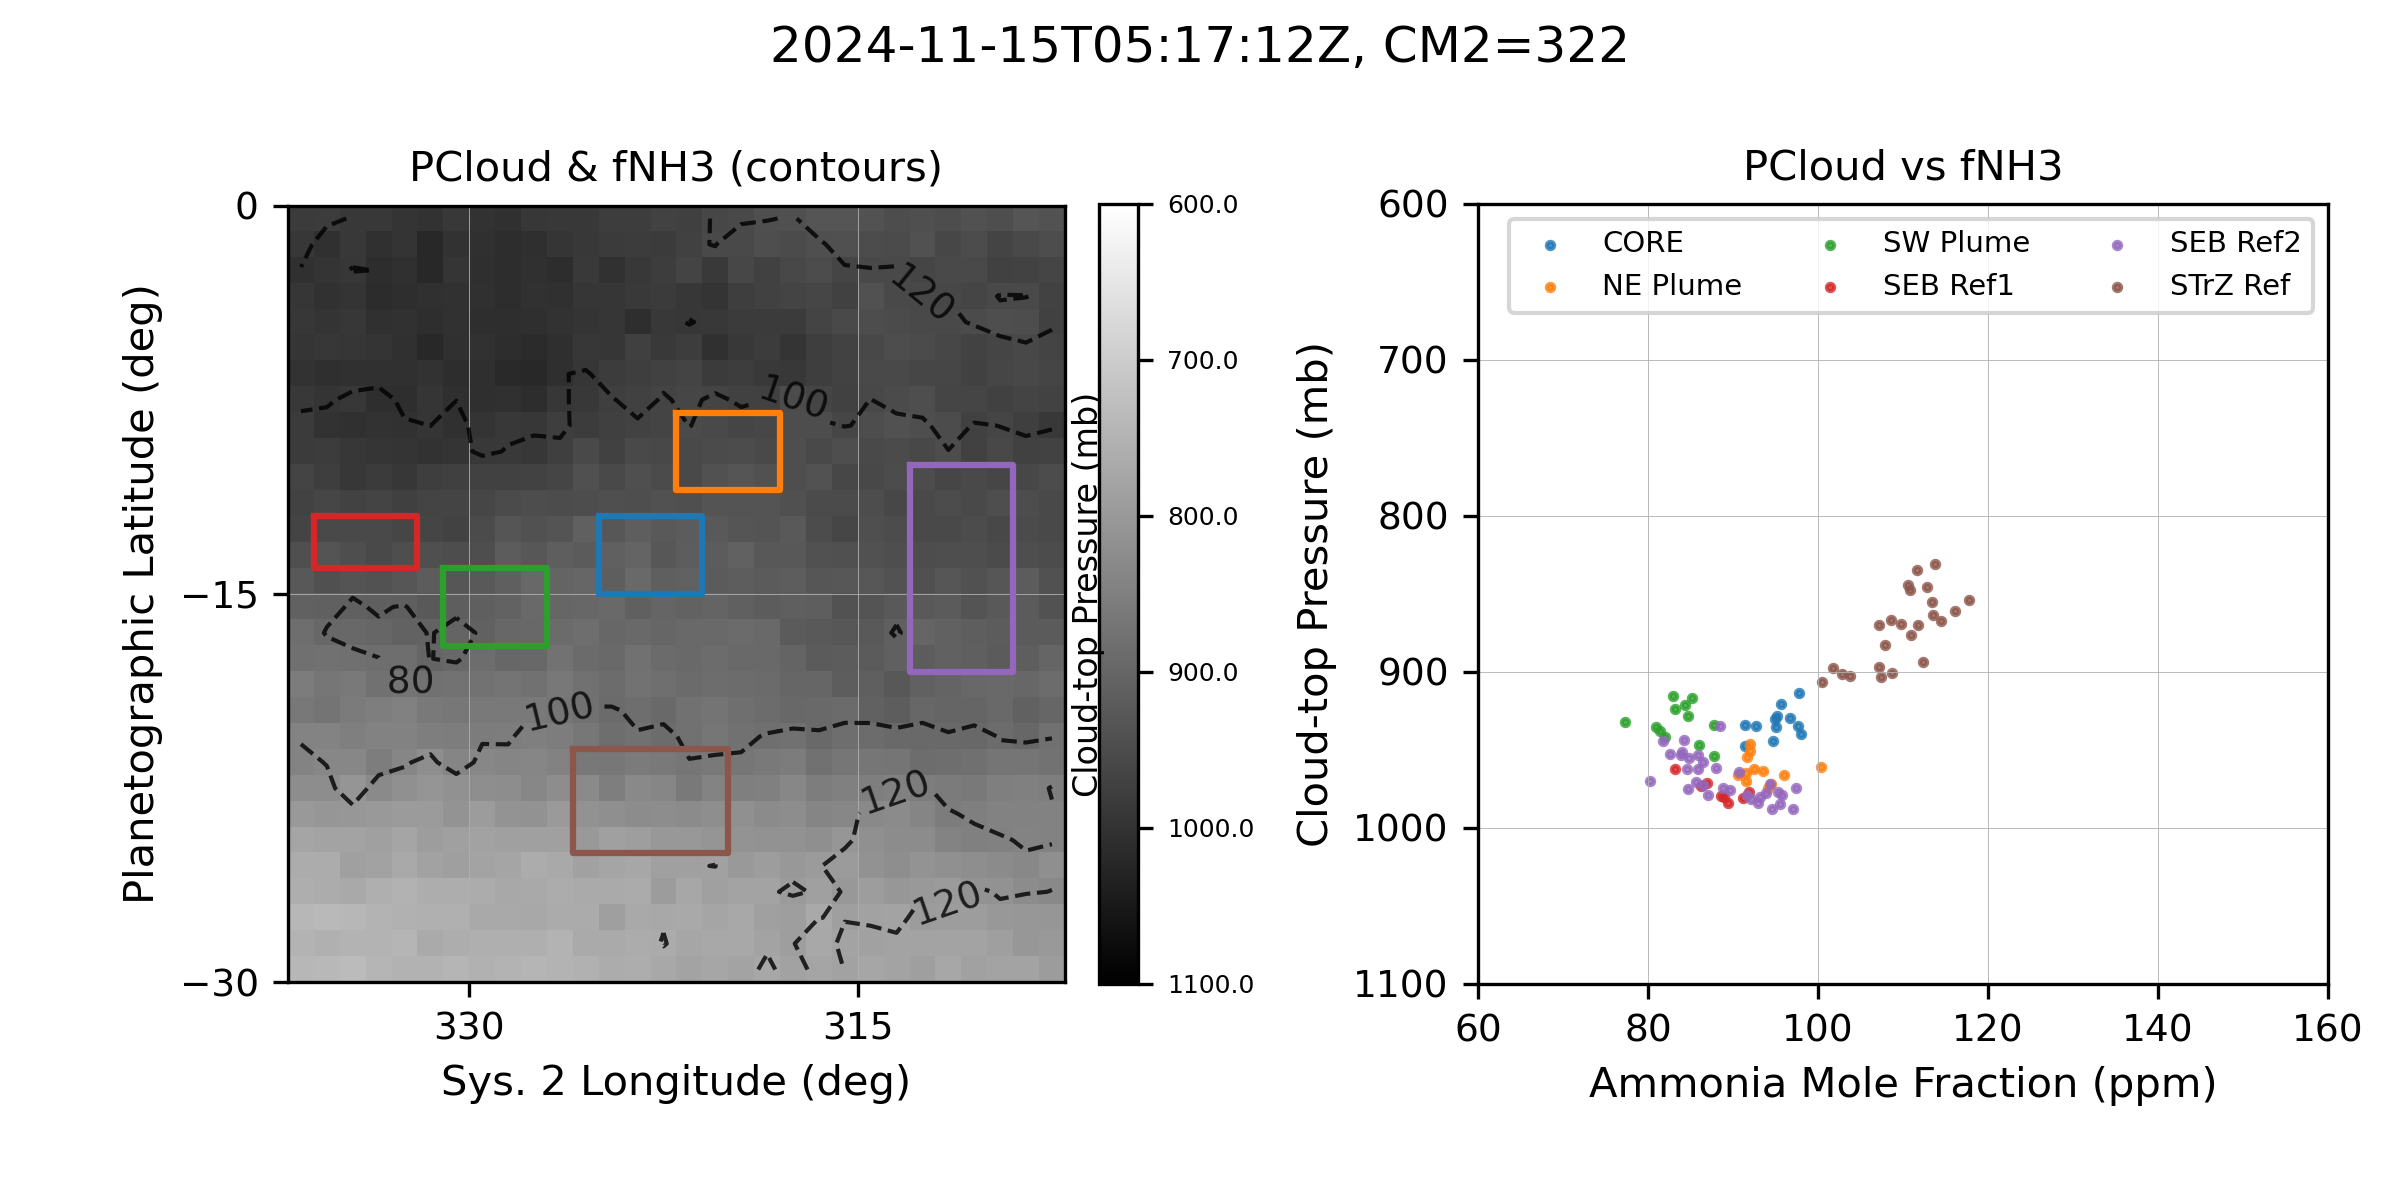 2024-11-15T05:17:12Z, CM2=322
PCloud & fNH3 (contours)
0
−15
−30
Planetographic Latitude (deg)
120
100
80
100
120
120
330
315
Sys. 2 Longitude (deg)
Cloud-top Pressure (mb)
600.0
700.0
800.0
900.0
1000.0
1100.0
PCloud vs fNH3
CORE
NE Plume
SW Plume
SEB Ref1
SEB Ref2
STrZ Ref
600
700
800
900
1000
1100
Cloud-top Pressure (mb)
60
80
100
120
140
160
Ammonia Mole Fraction (ppm)